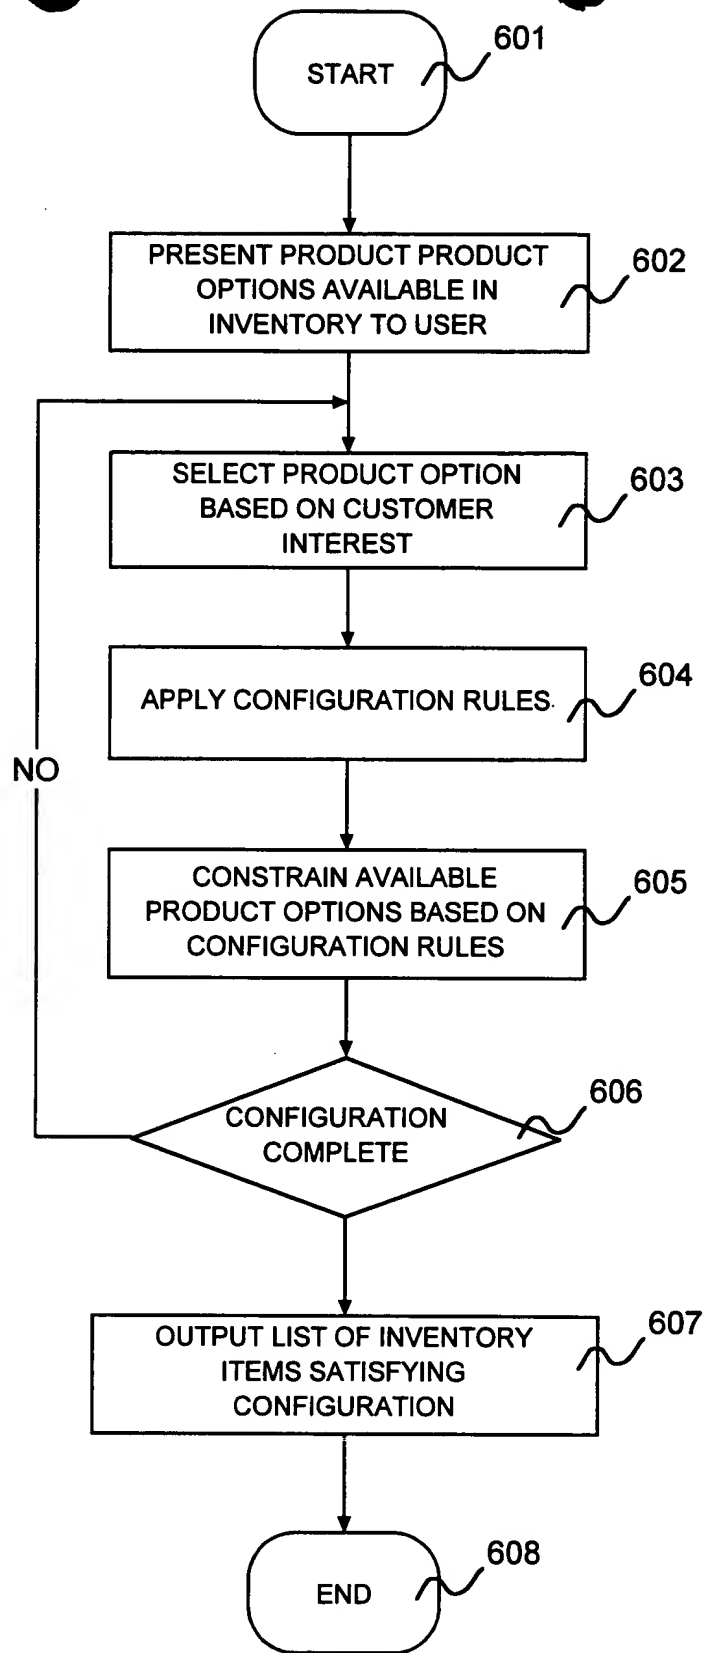 601
START
PRESENT PRODUCT PRODUCT
OPTIONS AVAILABLE IN
INVENTORY TO USER
602
SELECT PRODUCT OPTION
BASED ON CUSTOMER
INTEREST
603
APPLY CONFIGURATION RULES
604
NO
CONSTRAIN AVAILABLE
PRODUCT OPTIONS BASED ON
CONFIGURATION RULES
605
CONFIGURATION
COMPLETE
606
OUTPUT LIST OF INVENTORY
ITEMS SATISFYING
CONFIGURATION
607
END
608